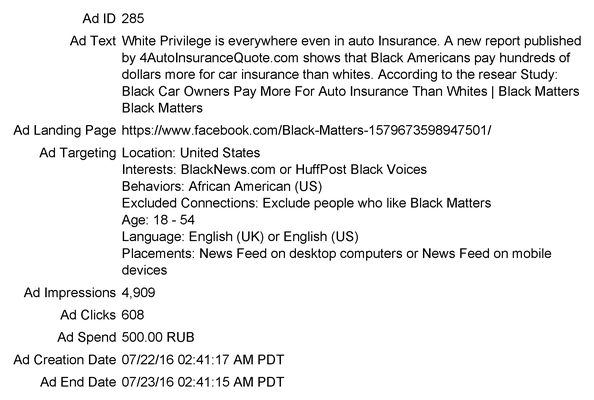 Ad ID 285
Ad Text White Privilege is everywhere even in auto Insurance. A new report published
by 4AutoInsuranceQuote.com shows that Black Americans pay hundreds of
dollars more for car insurance than whites. According to the resear Study:
Black Car Owners Pay More For Auto Insurance Than Whites | Black Matters
Black Matters
Ad Landing Page https://www.facebook.com/Black-Matters-1579673598947501/
Ad Targeting Location: United States
Interests: BlackNews.com or HuffPost Black Voices
Behaviors: African American (US)
Excluded Connections: Exclude people who like Black Matters
Age: 18 - 54
Language: English (UK) or English (US)
Placements: News Feed on desktop computers or News Feed on mobile
devices
Ad Impressions 4,909
Ad Clicks 608
Ad Spend 500.00 RUB
Ad Creation Date 07/22/16 02:41:17 AM PDT
Ad End Date 07/23/16 02:41:15 AM PDT